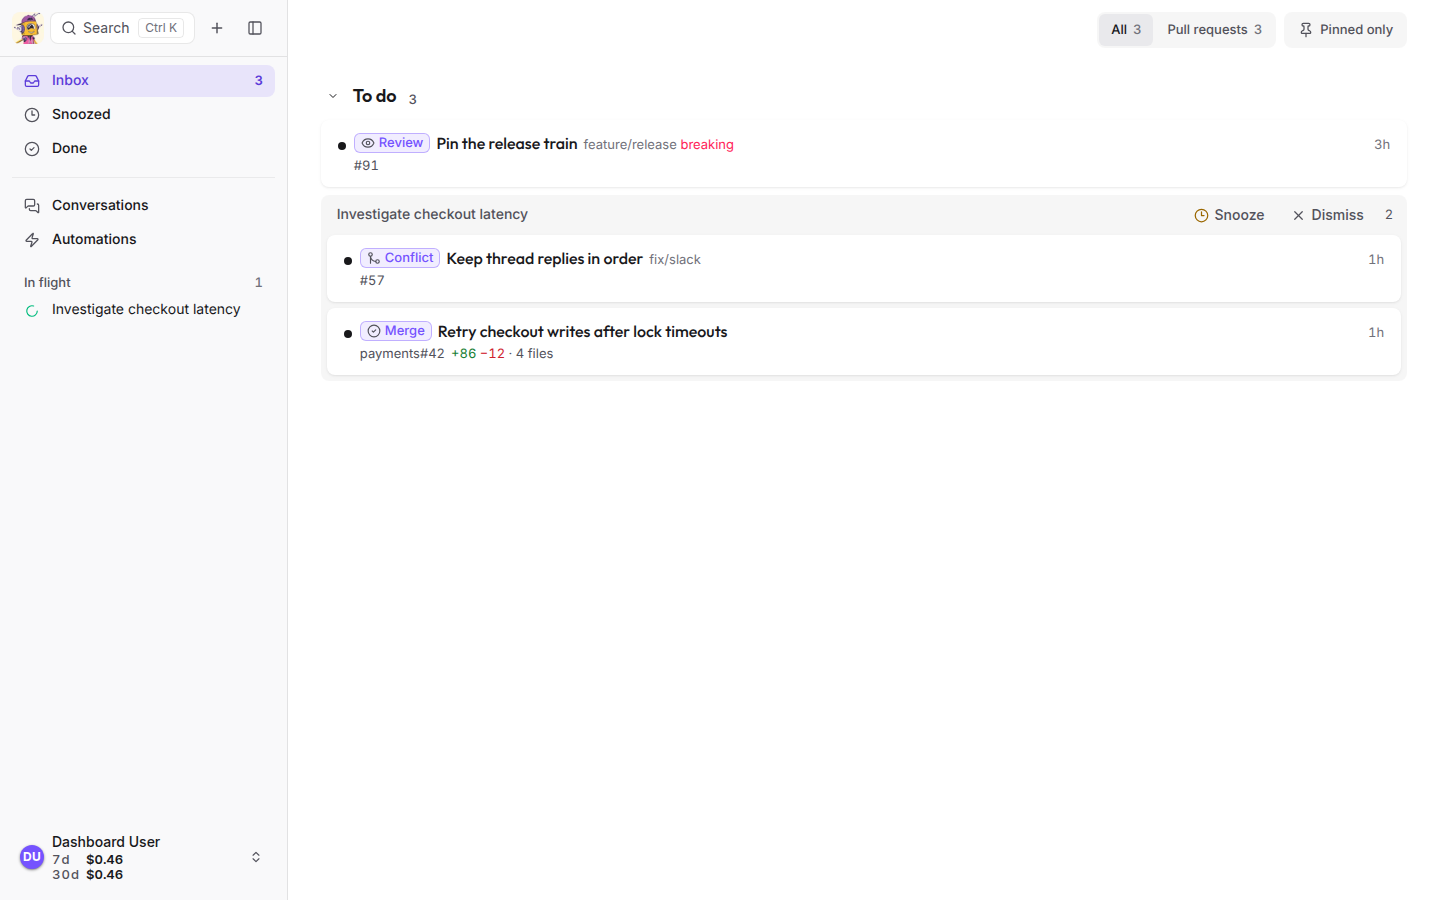 Search Ctrl K
Inbox 3
Snoozed
Done
Conversations
Automations
In flight 1
Investigate checkout latency
DU
Dashboard User
7d $0.46
30d $0.46
All 3 Pull requests 3 Pinned only
To do 3
Review Pin the release train feature/release breaking 3h
#91
Investigate checkout latency Snooze Dismiss 2
Conflict Keep thread replies in order fix/slack 1h
#57
Merge Retry checkout writes after lock timeouts 1h
payments#42 +86 −12 · 4 files